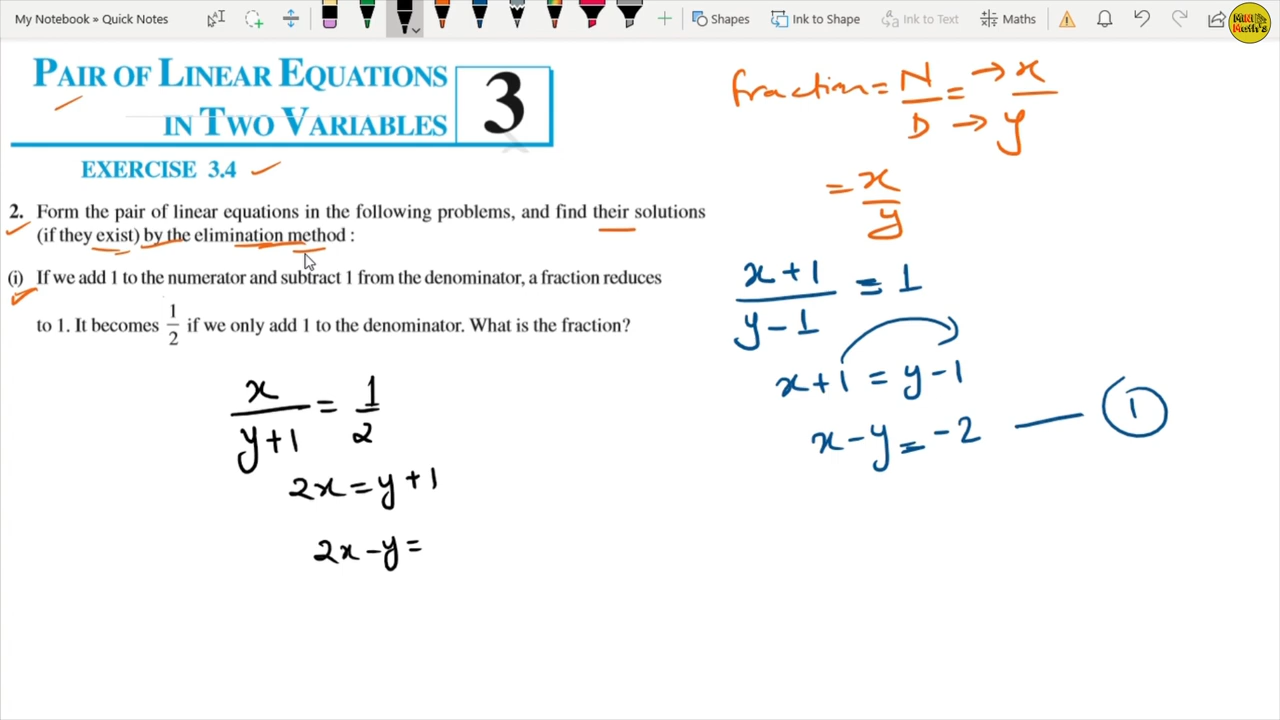 My Notebook » Quick Notes
Shapes
Ink to Shape
Ink to Text
Maths
PAIR OF LINEAR EQUATIONS
IN TWO VARIABLES
3
EXERCISE 3.4
2. Form the pair of linear equations in the following problems, and find their solutions
(if they exist) by the elimination method :
(i) If we add 1 to the numerator and subtract 1 from the denominator, a fraction reduces
to 1. It becomes 1/2 if we only add 1 to the denominator. What is the fraction?
x/(y+1) = 1/2
2x = y+1
2x-y =
fraction = N/D = → x / → y
= x/y
(x+1)/(y-1) = 1
x+1 = y-1
x-y = -2 — 1